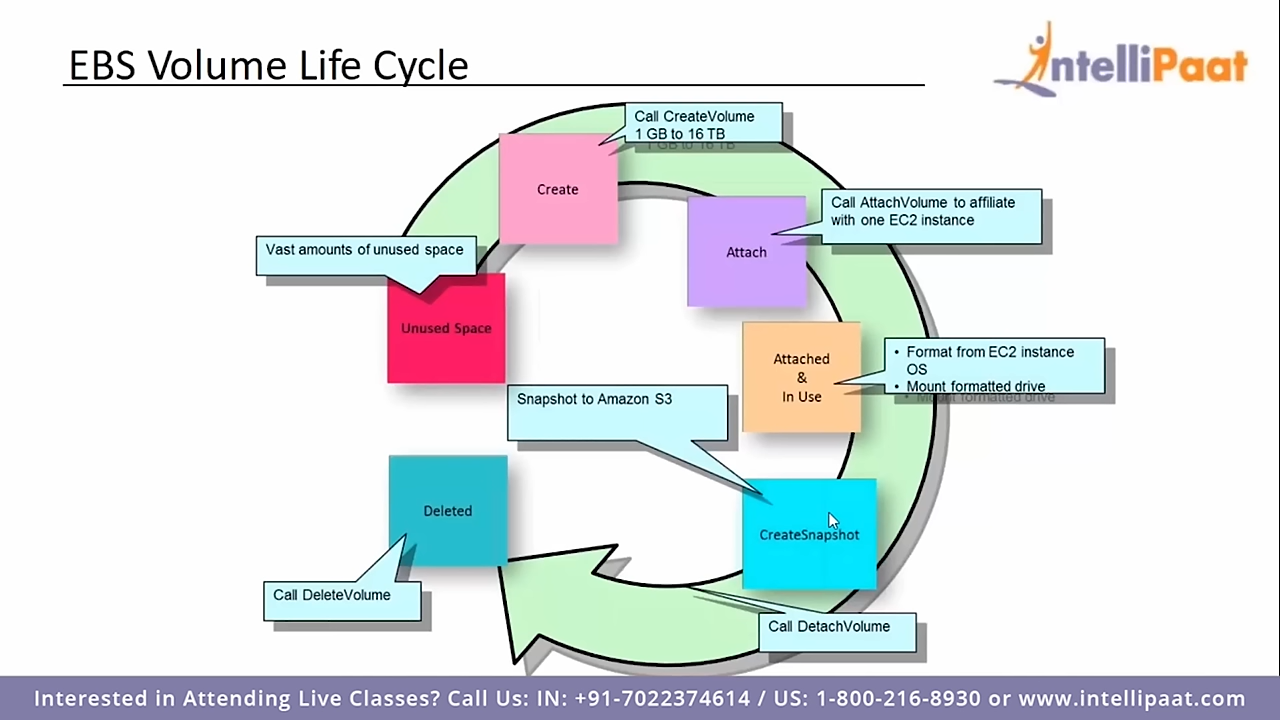 EBS Volume Life Cycle
IntelliPaat
Call CreateVolume
1 GB to 16 TB
Create
Call AttachVolume to affiliate
with one EC2 instance
Attach
Vast amounts of unused space
Unused Space
Attached
&
In Use
• Format from EC2 instance
OS
• Mount formatted drive
Snapshot to Amazon S3
CreateSnapshot
Deleted
Call DeleteVolume
Call DetachVolume
Interested in Attending Live Classes? Call Us: IN: +91-7022374614 / US: 1-800-216-8930 or www.intellipaat.com